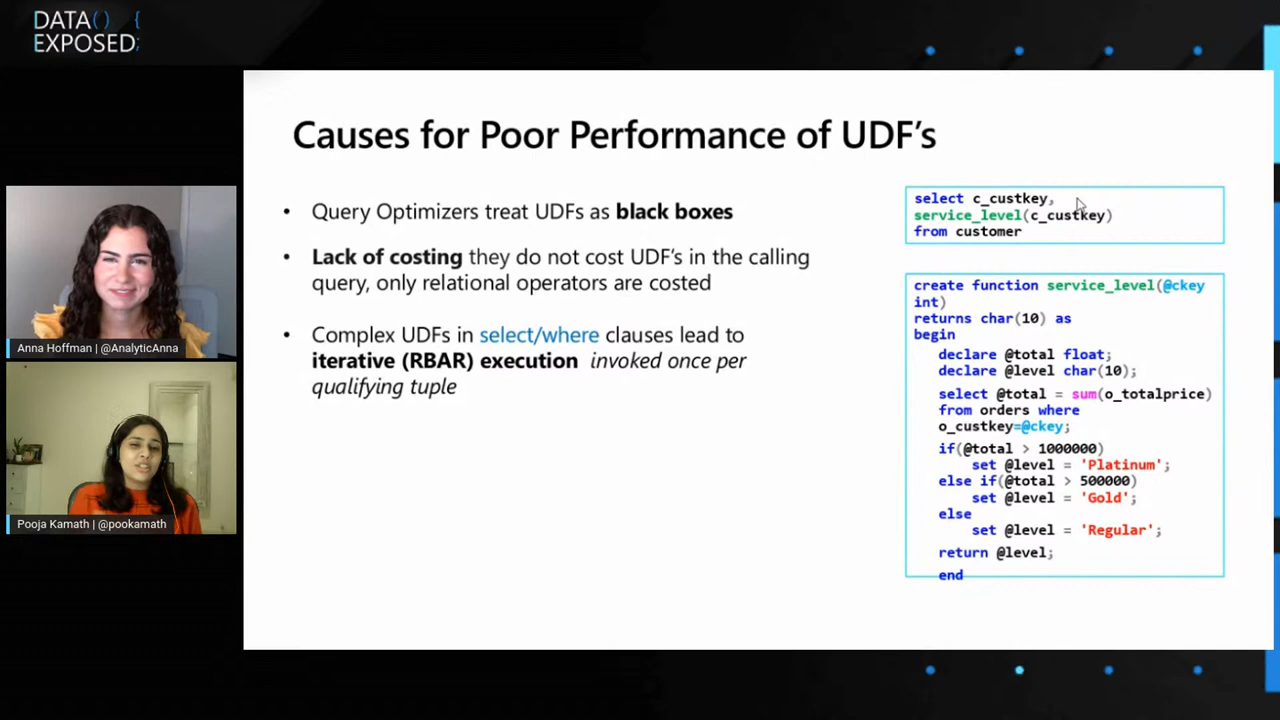 DATA() {
EXPOSED;
Causes for Poor Performance of UDF's
• Query Optimizers treat UDFs as black boxes
• Lack of costing they do not cost UDF's in the calling
query, only relational operators are costed
• Complex UDFs in select/where clauses lead to
iterative (RBAR) execution invoked once per
qualifying tuple
select c_custkey,
service_level(c_custkey)
from customer
create function service_level(@ckey
int)
returns char(10) as
begin
declare @total float;
declare @level char(10);
select @total = sum(o_totalprice)
from orders where
o_custkey=@ckey;
if(@total > 1000000)
set @level = 'Platinum';
else if(@total > 500000)
set @level = 'Gold';
else
set @level = 'Regular';
return @level;
end
Anna Hoffman | @AnalyticAnna
Pooja Kamath | @pookamath